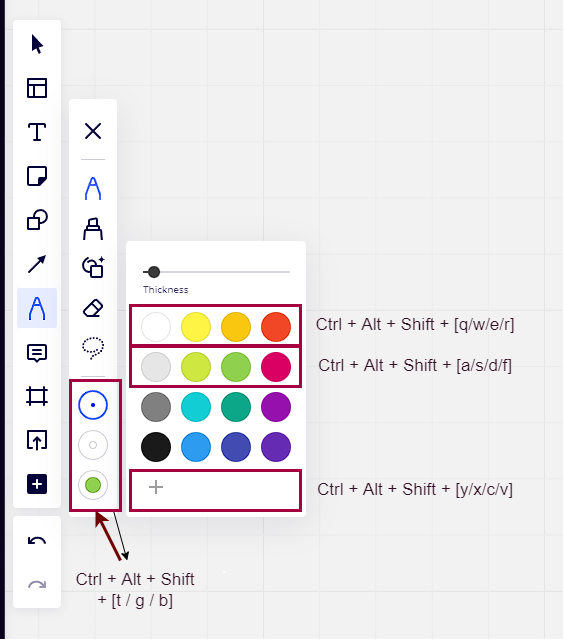 Thickness
Ctrl + Alt + Shift + [q/w/e/r]
Ctrl + Alt + Shift + [a/s/d/f]
Ctrl + Alt + Shift + [y/x/c/v]
Ctrl + Alt + Shift
+ [t / g / b]